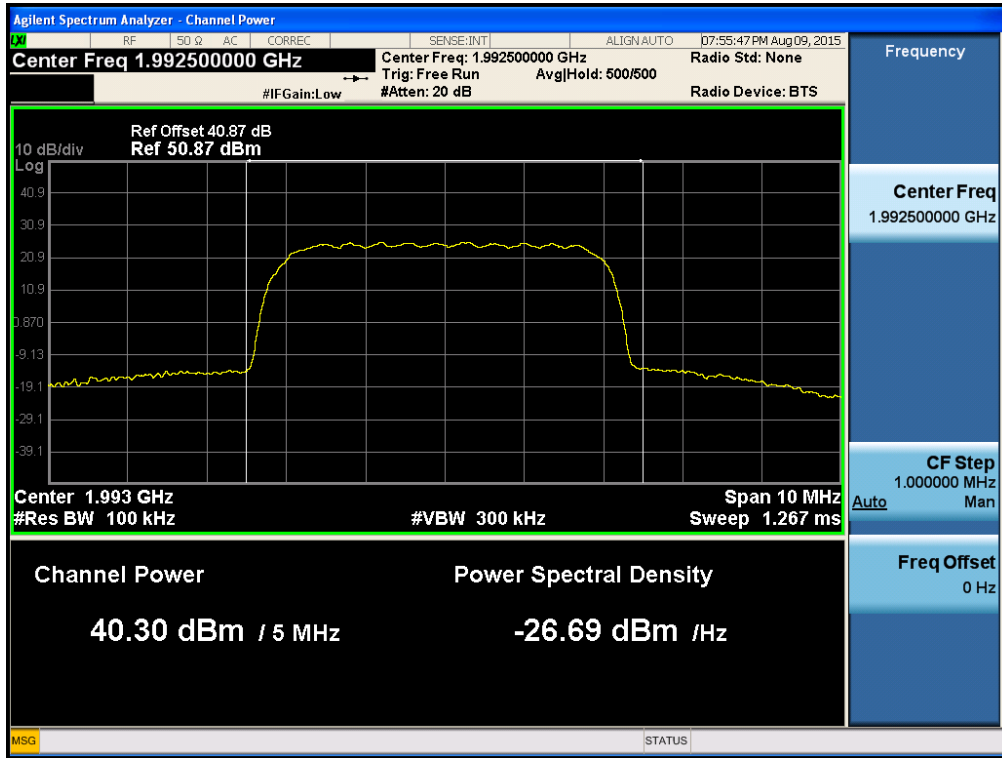 Agilent Spectrum Analyzer - Channel Power
LXI RF 50 Ω AC CORREC SENSE:INT ALIGN AUTO 07:55:47 PM Aug 09, 2015
Center Freq 1.992500000 GHz
Center Freq: 1.992500000 GHz
Radio Std: None
Trig: Free Run Avg|Hold: 500/500
#IFGain:Low
#Atten: 20 dB
Radio Device: BTS
Ref Offset 40.87 dB
10 dB/div Ref 50.87 dBm
Log
40.9
30.9
20.9
10.9
0.870
-9.13
-19.1
-29.1
-39.1
Center 1.993 GHz Span 10 MHz
#Res BW 100 kHz #VBW 300 kHz Sweep 1.267 ms
Channel Power Power Spectral Density
40.30 dBm / 5 MHz -26.69 dBm /Hz
Frequency
Center Freq
1.992500000 GHz
CF Step
1.000000 MHz
Auto Man
Freq Offset
0 Hz
MSG STATUS